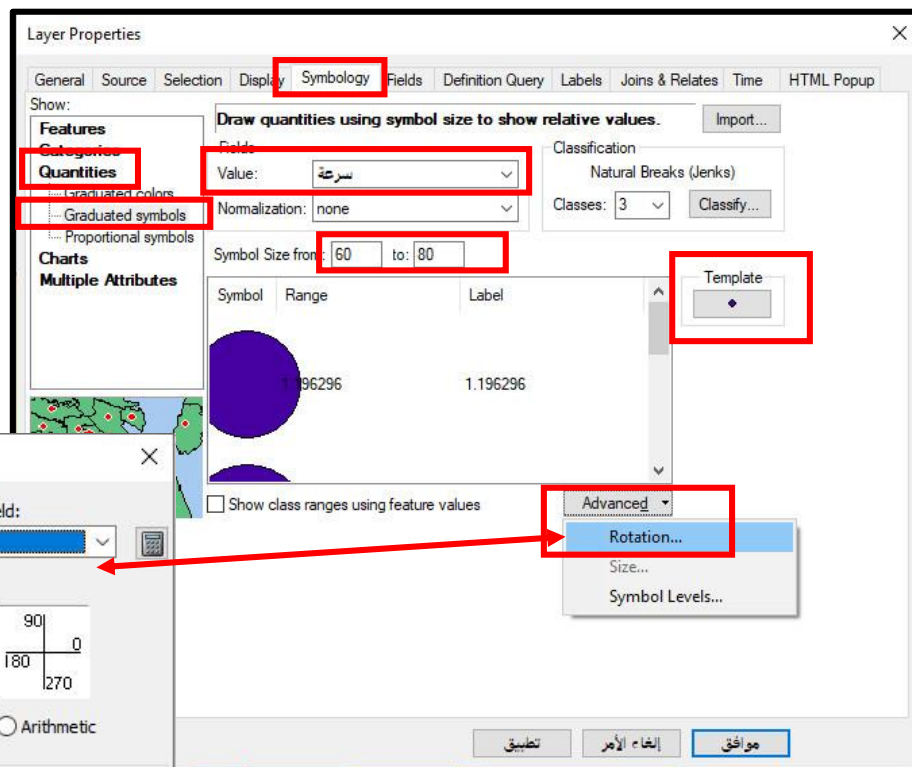 Layer Properties
General Source Selection Display Symbology Fields Definition Query Labels Joins & Relates Time HTML Popup
Show:
Features
Categories
Quantities
Graduated colors
Graduated symbols
Proportional symbols
Charts
Multiple Attributes
Draw quantities using symbol size to show relative values.
Import...
Fields
Value: سرعة
Normalization: none
Classification
Natural Breaks (Jenks)
Classes: 3 Classify...
Symbol Size from: 60 to: 80
Template
Symbol Range Label
1.196296 1.196296
Show class ranges using feature values
Advanced
Rotation...
Size...
Symbol Levels...
90
0
180
270
Arithmetic
موافق إلغاء الأمر تطبيق